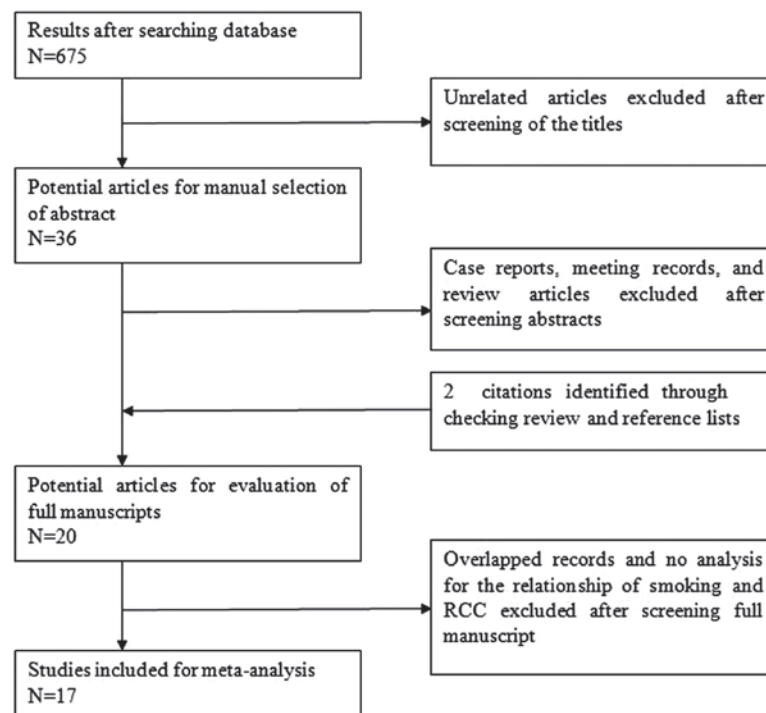 Results after searching database
N=675
Unrelated articles excluded after
screening of the titles
Potential articles for manual selection
of abstract
N=36
Case reports, meeting records, and
review articles excluded after
screening abstracts
2 citations identified through
checking review and reference lists
Potential articles for evaluation of
full manuscripts
N=20
Overlapped records and no analysis
for the relationship of smoking and
RCC excluded after screening full
manuscript
Studies included for meta-analysis
N=17